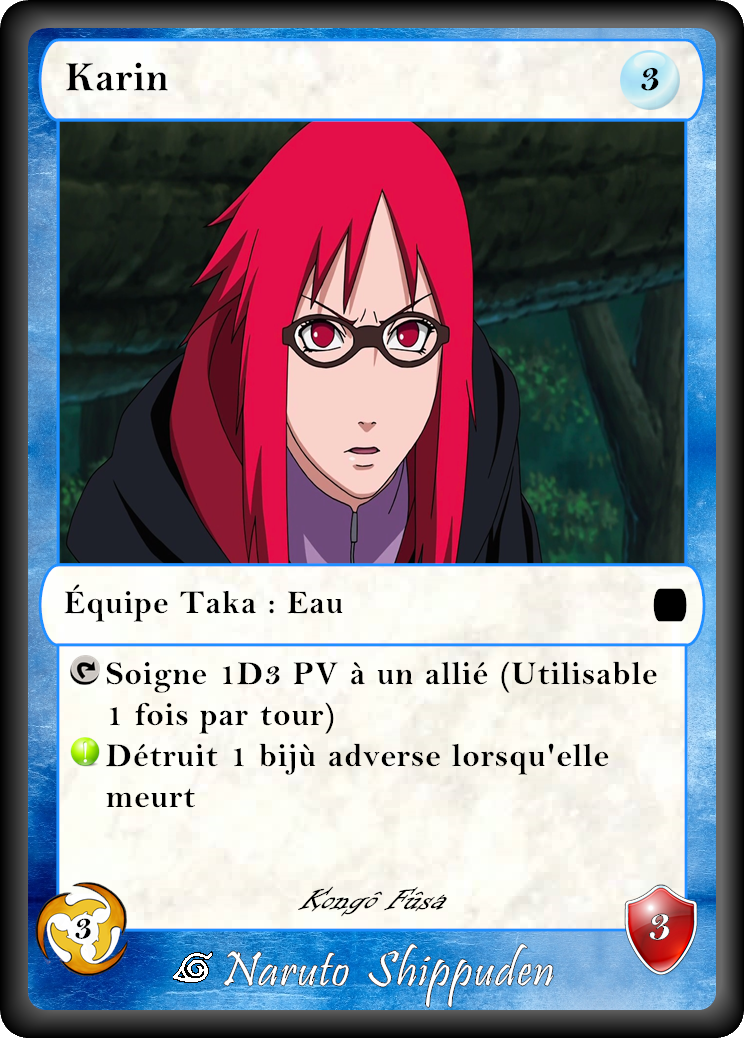 Karin
3
Équipe Taka : Eau
Soigne 1D3 PV à un allié (Utilisable
1 fois par tour)
! Détruit 1 bijù adverse lorsqu'elle
meurt
Kongô Fûsa
3
3
Naruto Shippuden